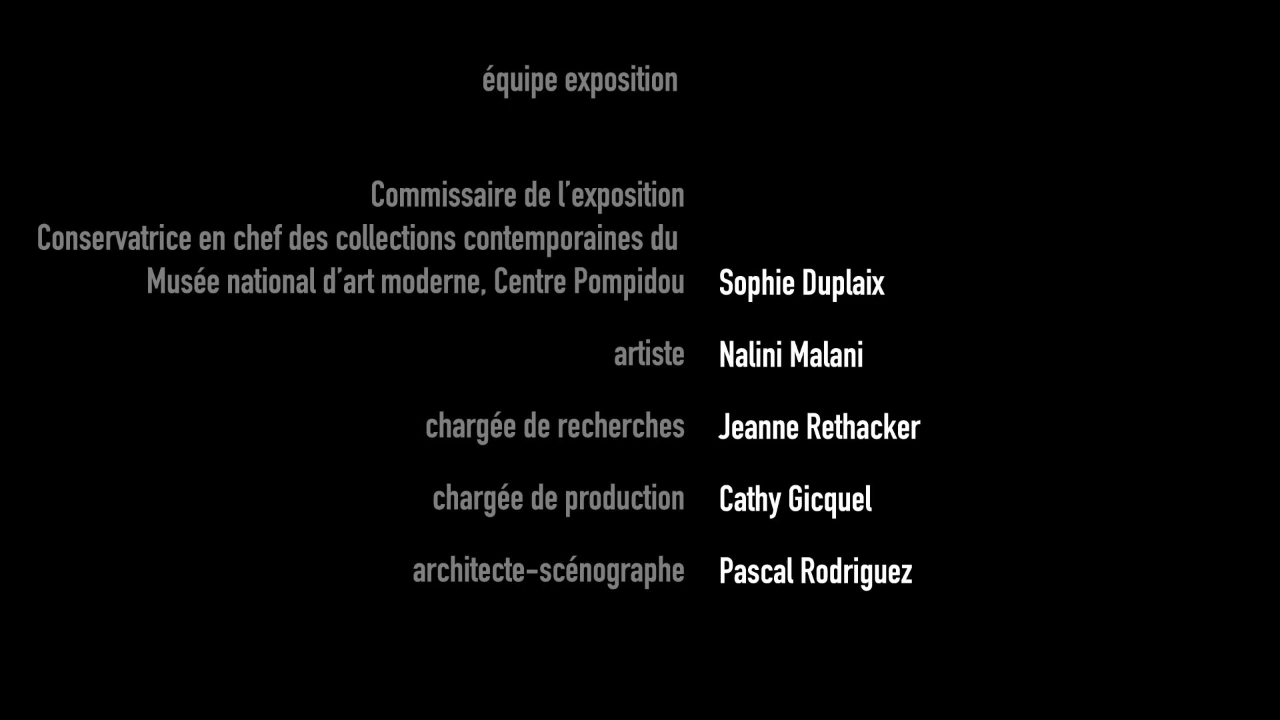 équipe exposition
Commissaire de l'exposition
Conservatrice en chef des collections contemporaines du
Musée national d'art moderne, Centre Pompidou Sophie Duplaix
artiste Nalini Malani
chargée de recherches Jeanne Rethacker
chargée de production Cathy Gicquel
architecte-scénographe Pascal Rodriguez